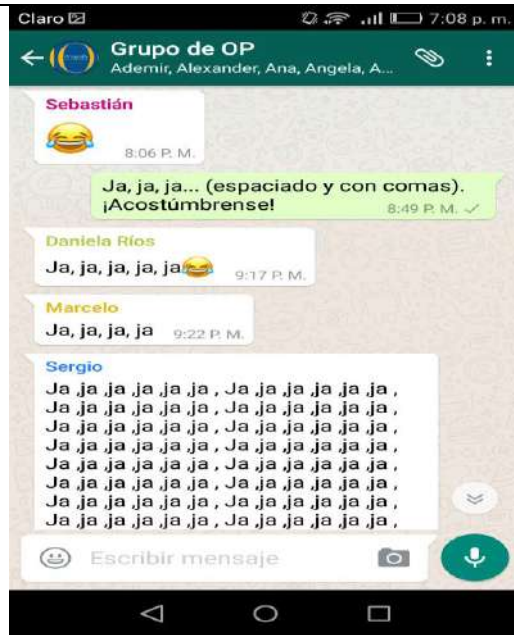 Claro 7:08 p. m.
Grupo de OP
Ademir, Alexander, Ana, Angela, A...
Sebastián
😂
8:06 P. M.
Ja, ja, ja... (espaciado y con comas).
¡Acostúmbrense! 8:49 P. M.
Daniela Ríos
Ja, ja, ja, ja, ja😂 9:17 P. M.
Marcelo
Ja, ja, ja, ja 9:22 P. M.
Sergio
Ja ,ja ja ,ja ,ja ,ja , Ja ,ja ja ,ja ,ja ,ja ,
Ja ,ja ja ,ja ,ja ,ja , Ja ,ja ja ,ja ,ja ,ja ,
Ja ,ja ja ,ja ,ja ,ja , Ja ,ja ja ,ja ,ja ,ja ,
Ja ,ja ja ,ja ,ja ,ja , Ja ,ja ja ,ja ,ja ,ja ,
Ja ,ja ja ,ja ,ja ,ja , Ja ,ja ja ,ja ,ja ,ja ,
Ja ,ja ja ,ja ,ja ,ja , Ja ,ja ja ,ja ,ja ,ja ,
Ja ,ja ja ,ja ,ja ,ja , Ja ,ja ja ,ja ,ja ,ja ,
Ja ,ja ja ,ja ,ja ,ja , Ja ,ja ja ,ja ,ja ,ja ,
Escribir mensaje